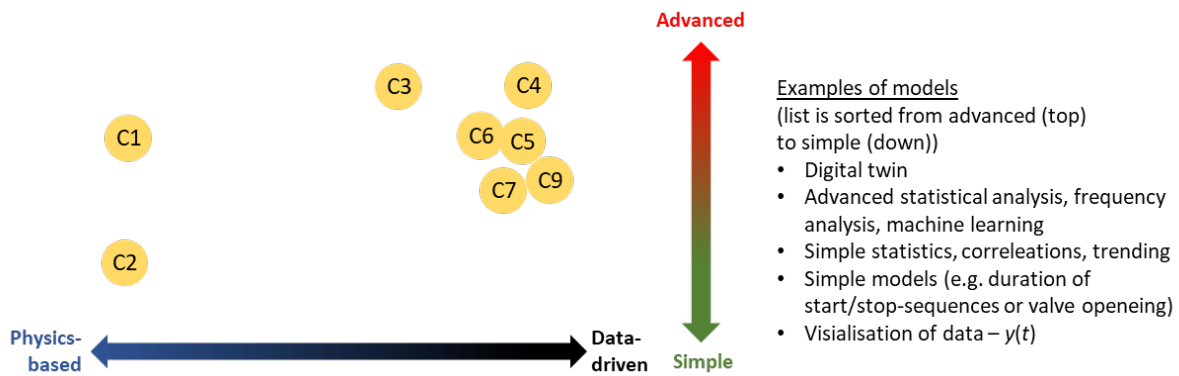 Advanced
C3
C4
C1
C6
C5
C7
C9
C2
Physics-
based
Data-
driven
Simple
Examples of models
(list is sorted from advanced (top)
to simple (down))
• Digital twin
• Advanced statistical analysis, frequency
analysis, machine learning
• Simple statistics, correleations, trending
• Simple models (e.g. duration of
start/stop-sequences or valve openeing)
• Visialisation of data – y(t)